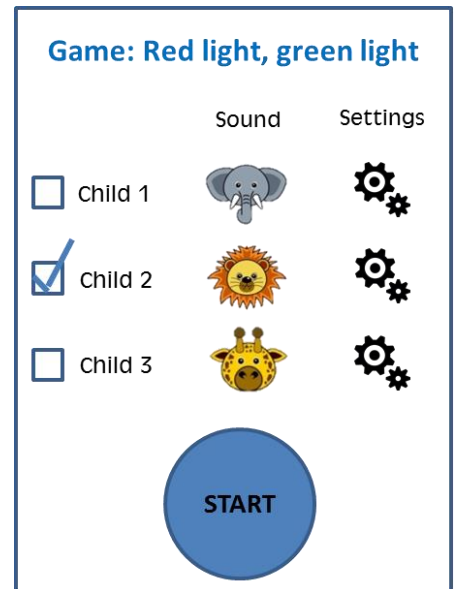 Game: Red light, green light
Sound Settings
Child 1
Child 2
Child 3
START